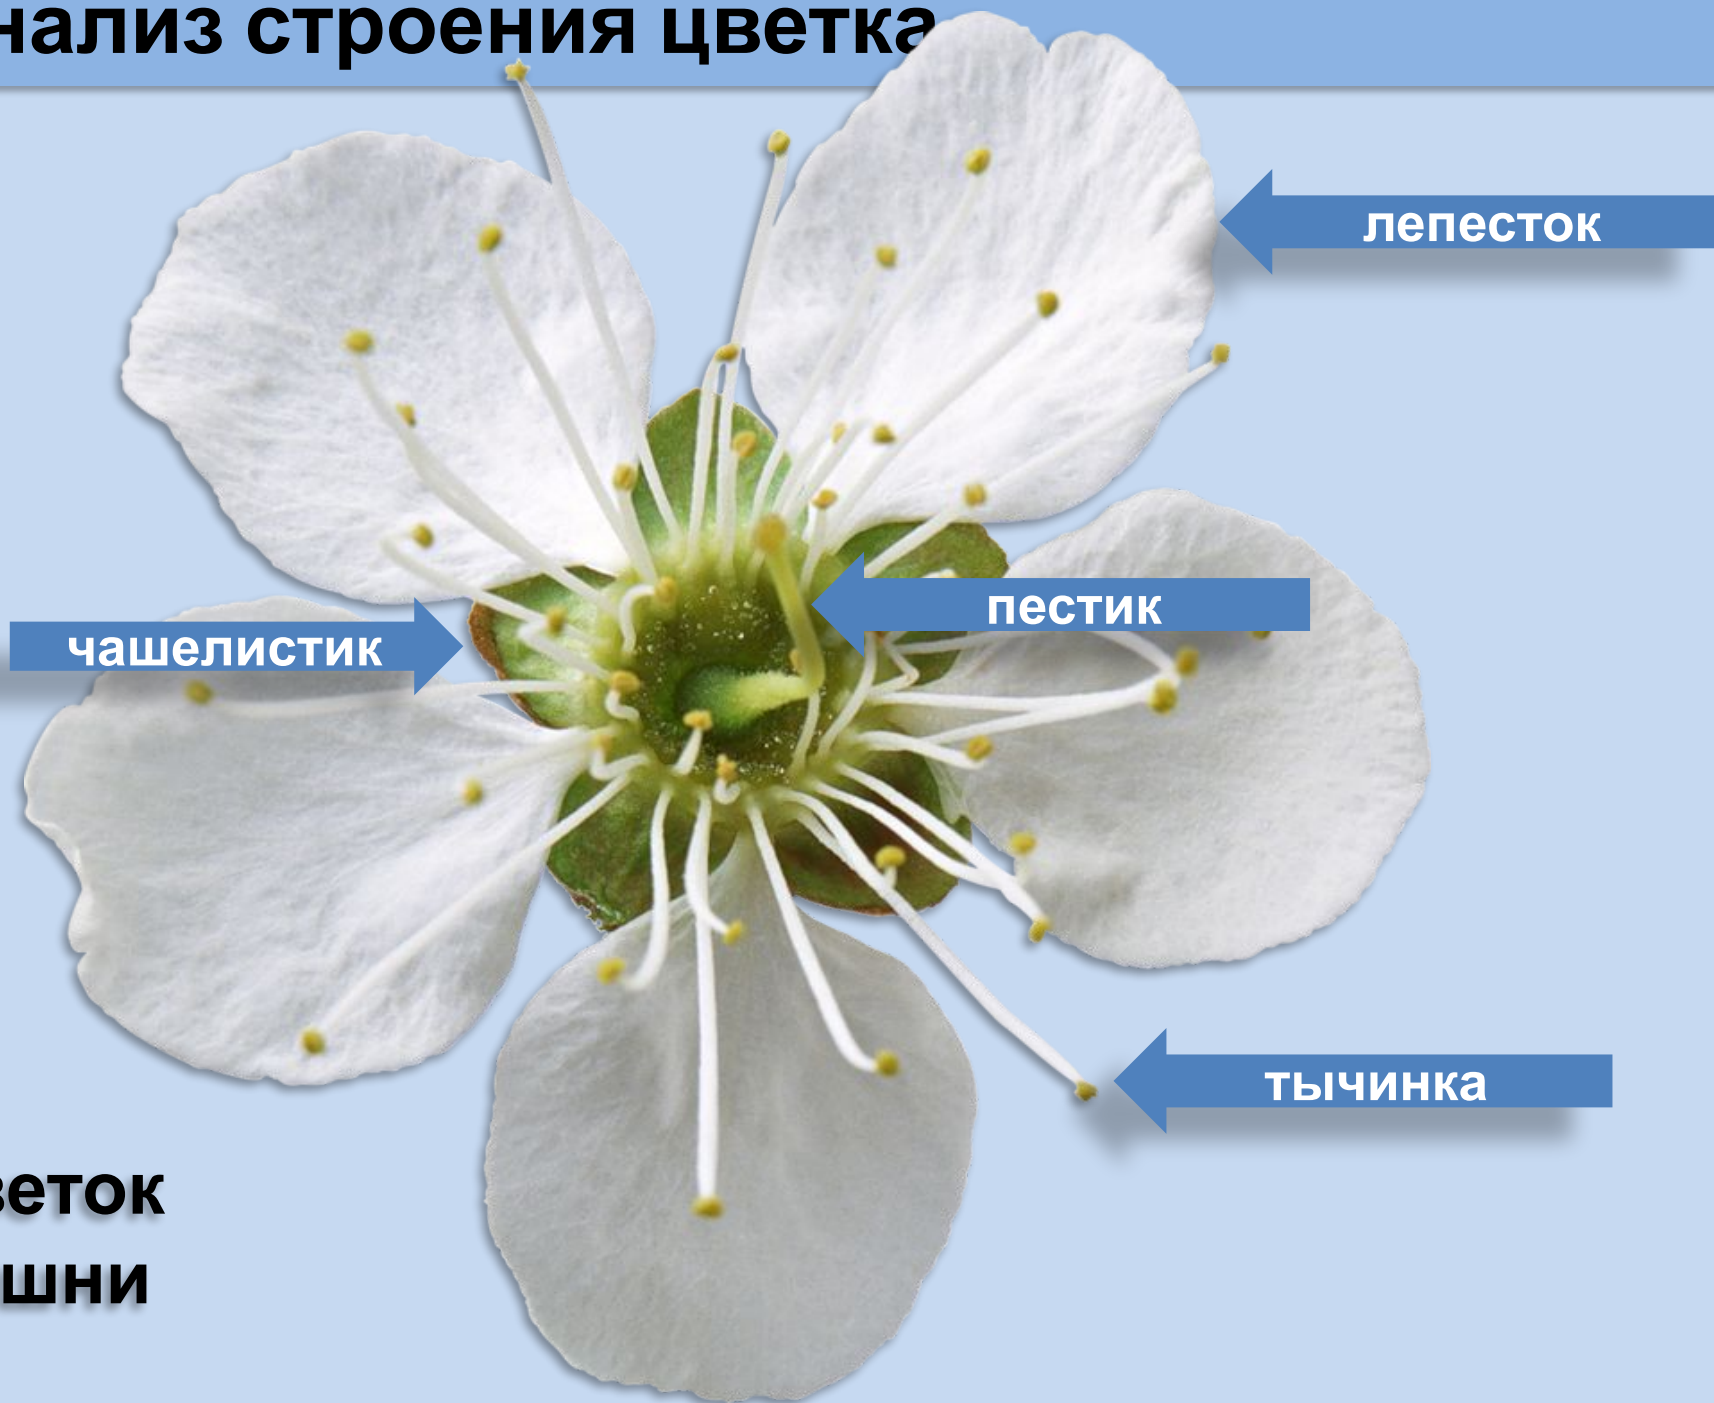 нализ строения цветка
лепесток
пестик
чашелистик
тычинка
веток
шни